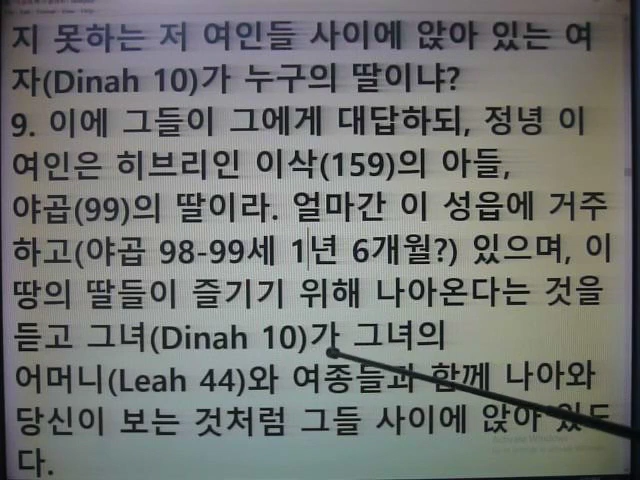 지 못하는 저 여인들 사이에 앉아 있는 여
자(Dinah 10)가 누구의 딸이냐?
9. 이에 그들이 그에게 대답하되, 정녕 이
여인은 히브리인 이삭(159)의 아들,
야곱(99)의 딸이라. 얼마간 이 성읍에 거주
하고(야곱 98-99세 1년 6개월?) 있으며, 이
땅의 딸들이 즐기기 위해 나아온다는 것을
듣고 그녀(Dinah 10)가 그녀의
어머니(Leah 44)와 여종들과 함께 나아와
당신이 보는 것처럼 그들 사이에 앉아 있도
다.
Activate Windows